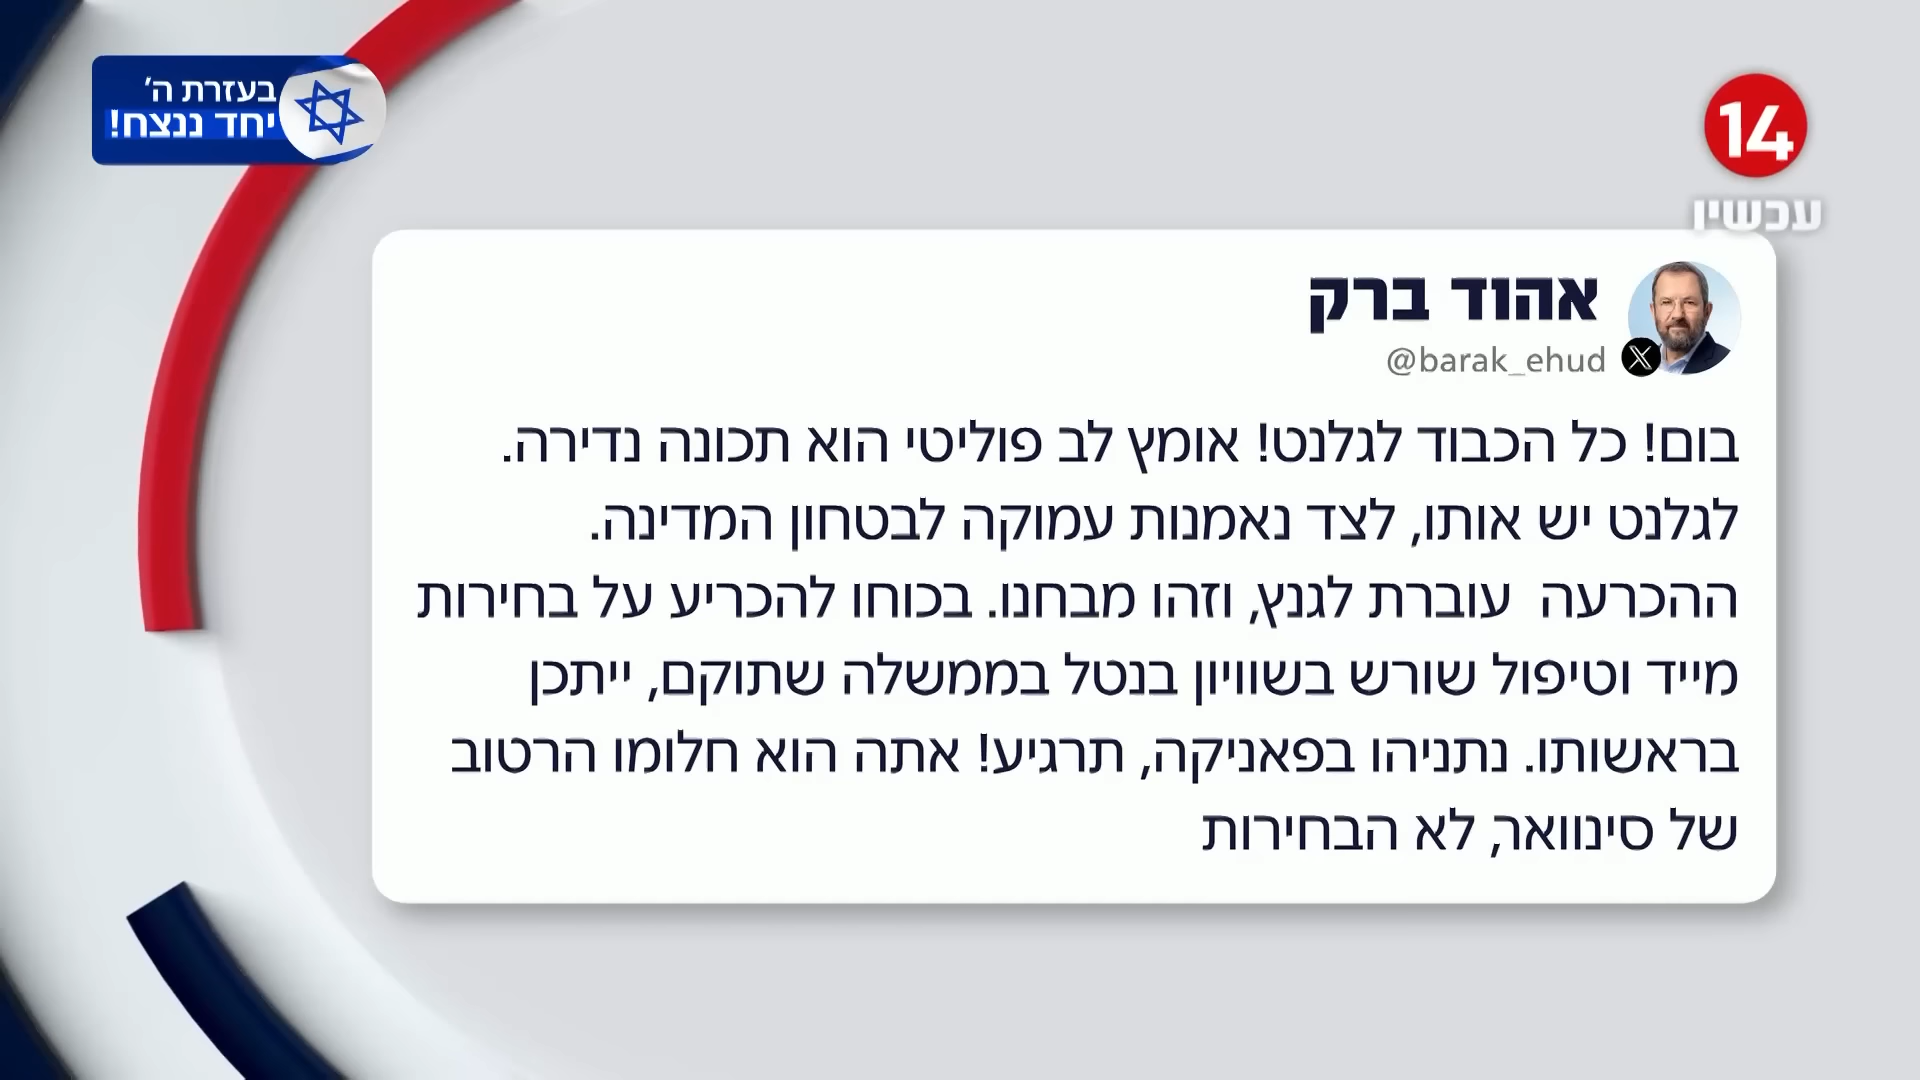 בעזרת ה'
יחד ננצח!
14
עכשיו
אהוד ברק
@barak_ehud
בום! כל הכבוד לגלנט! אומץ לב פוליטי הוא תכונה נדירה.
לגלנט יש אותו, לצד נאמנות עמוקה לבטחון המדינה.
ההכרעה עוברת לגנץ, וזהו מבחנו. בכוחו להכריע על בחירות
מייד וטיפול שורש בשוויון בנטל בממשלה שתוקם, ייתכן
בראשותו. נתניהו בפאניקה, תרגיע! אתה הוא חלומו הרטוב
של סינוואר, לא הבחירות